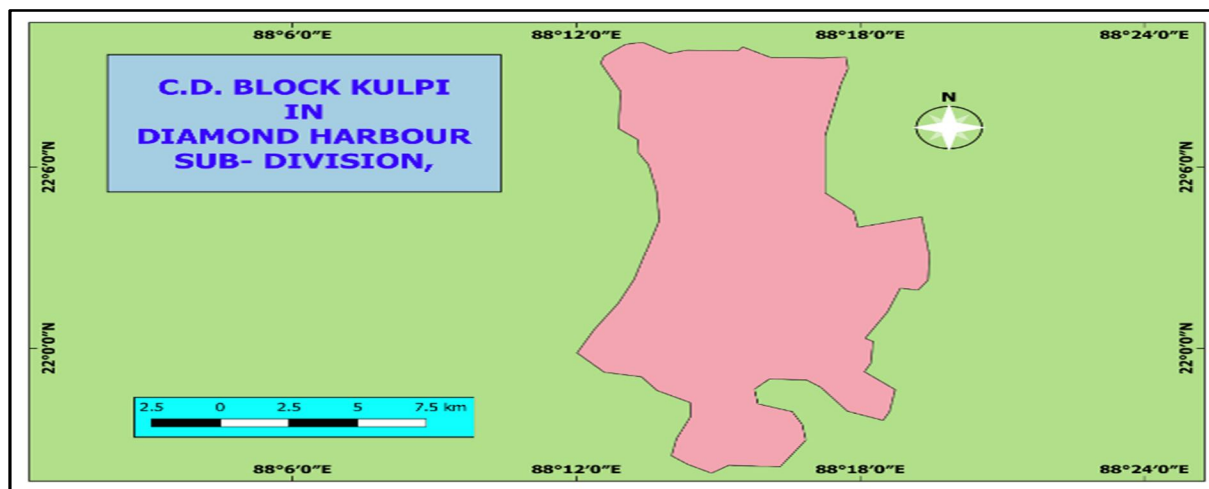 88°6′0″E 88°12′0″E 88°18′0″E 88°24′0″E
C.D. BLOCK KULPI
IN
DIAMOND HARBOUR
SUB- DIVISION,
N
22°6′0″N 22°6′0″N
22°0′0″N 22°0′0″N
2.5 0 2.5 5 7.5 km
88°6′0″E 88°12′0″E 88°18′0″E 88°24′0″E